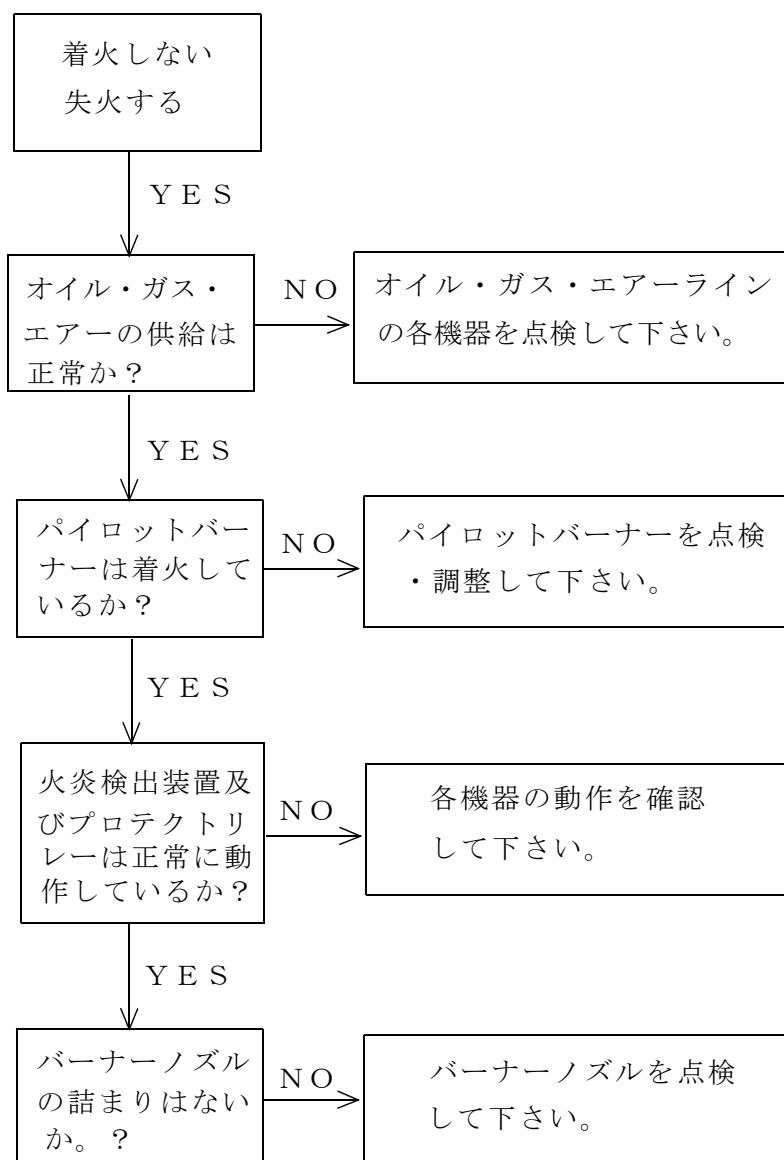 着火しない
失火する
ＹＥＳ
オイル・ガス・
エアーの供給は
正常か？
ＮＯ
オイル・ガス・エアーライン
の各機器を点検して下さい。
ＹＥＳ
パイロットバー
ナーは着火して
いるか？
ＮＯ
パイロットバーナーを点検
・調整して下さい。
ＹＥＳ
火炎検出装置及
びプロテクトリ
レーは正常に動
作しているか？
ＮＯ
各機器の動作を確認
して下さい。
ＹＥＳ
バーナーノズル
の詰まりはない
か。？
ＮＯ
バーナーノズルを点検
して下さい。